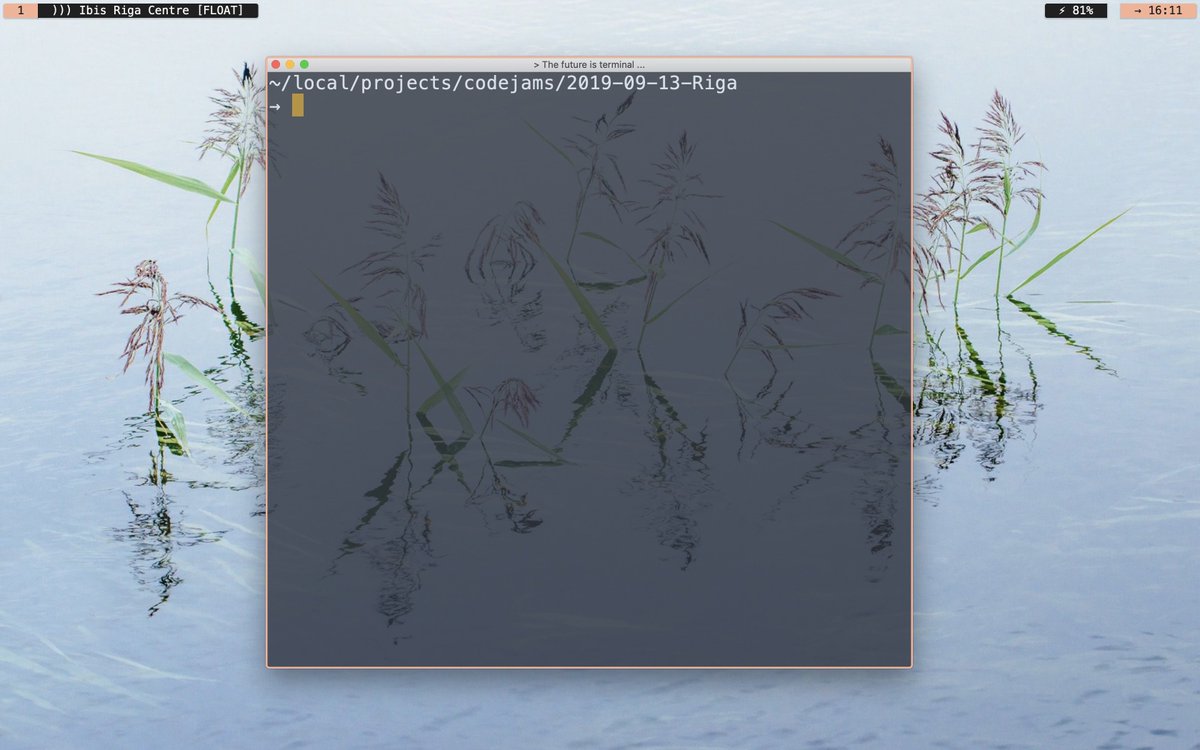 1 ))) Ibis Riga Centre [FLOAT]
⚡ 81%
→ 16:11
> The future is terminal ...
~/local/projects/codejams/2019-09-13-Riga
→